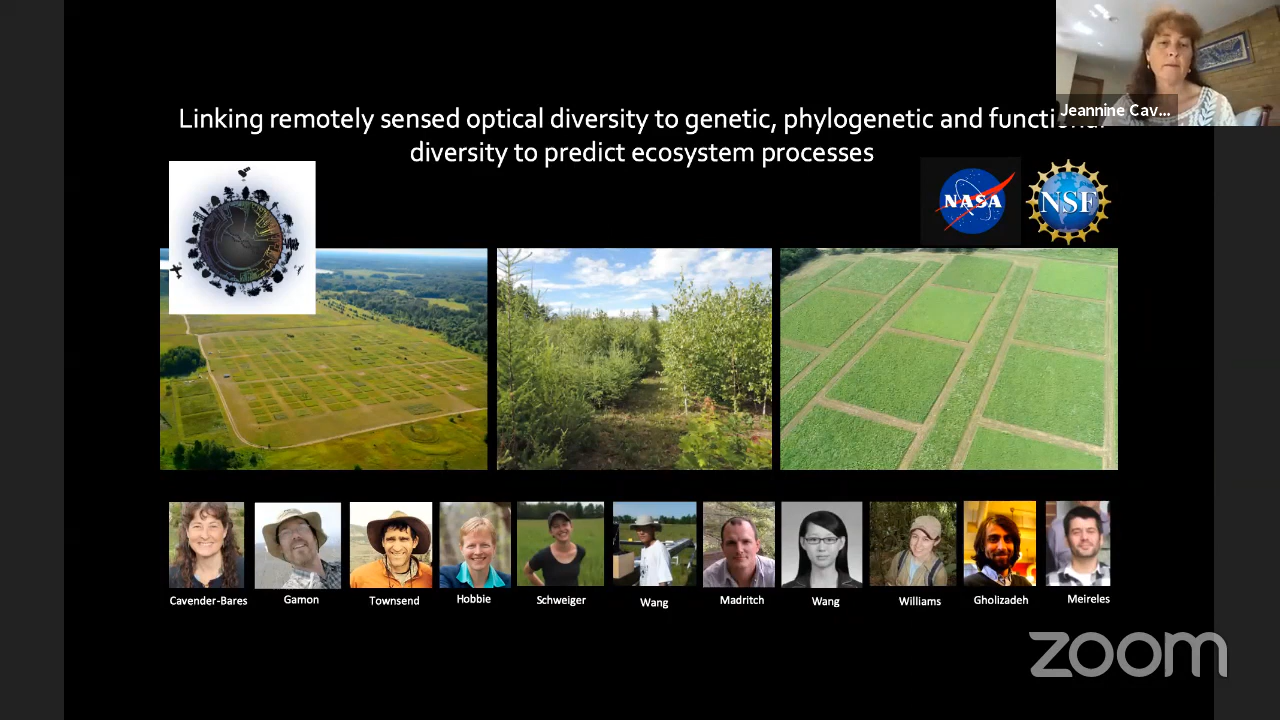 Jeannine Cav...
Linking remotely sensed optical diversity to genetic, phylogenetic and functional
diversity to predict ecosystem processes
NASA
NSF
Cavender-Bares
Gamon
Townsend
Hobbie
Schweiger
Wang
Madritch
Wang
Williams
Gholizadeh
Meireles
zoom